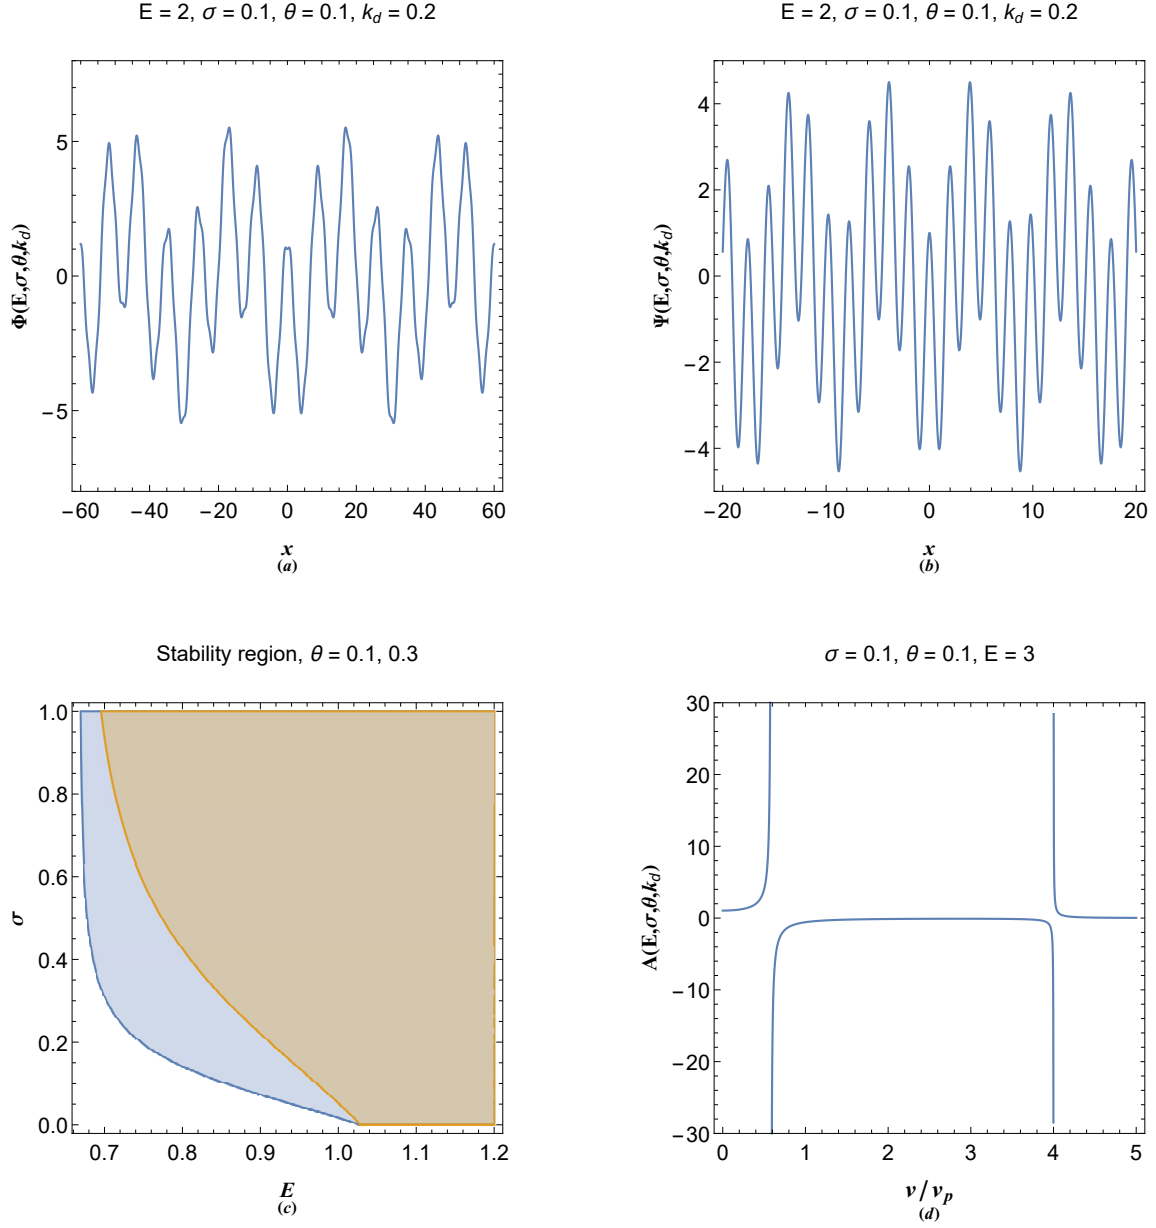 E = 2, σ = 0.1, θ = 0.1, k_d = 0.2
Φ(E,σ,θ,k_d)
5
0
−5
−60 −40 −20 0 20 40 60
x
(a)
E = 2, σ = 0.1, θ = 0.1, k_d = 0.2
Ψ(E,σ,θ,k_d)
4
2
0
−2
−4
−20 −10 0 10 20
x
(b)
Stability region, θ = 0.1, 0.3
σ
1.0
0.8
0.6
0.4
0.2
0.0
0.7 0.8 0.9 1.0 1.1 1.2
E
(c)
σ = 0.1, θ = 0.1, E = 3
A(E,σ,θ,k_d)
30
20
10
0
−10
−20
−30
0 1 2 3 4 5
v/v_p
(d)